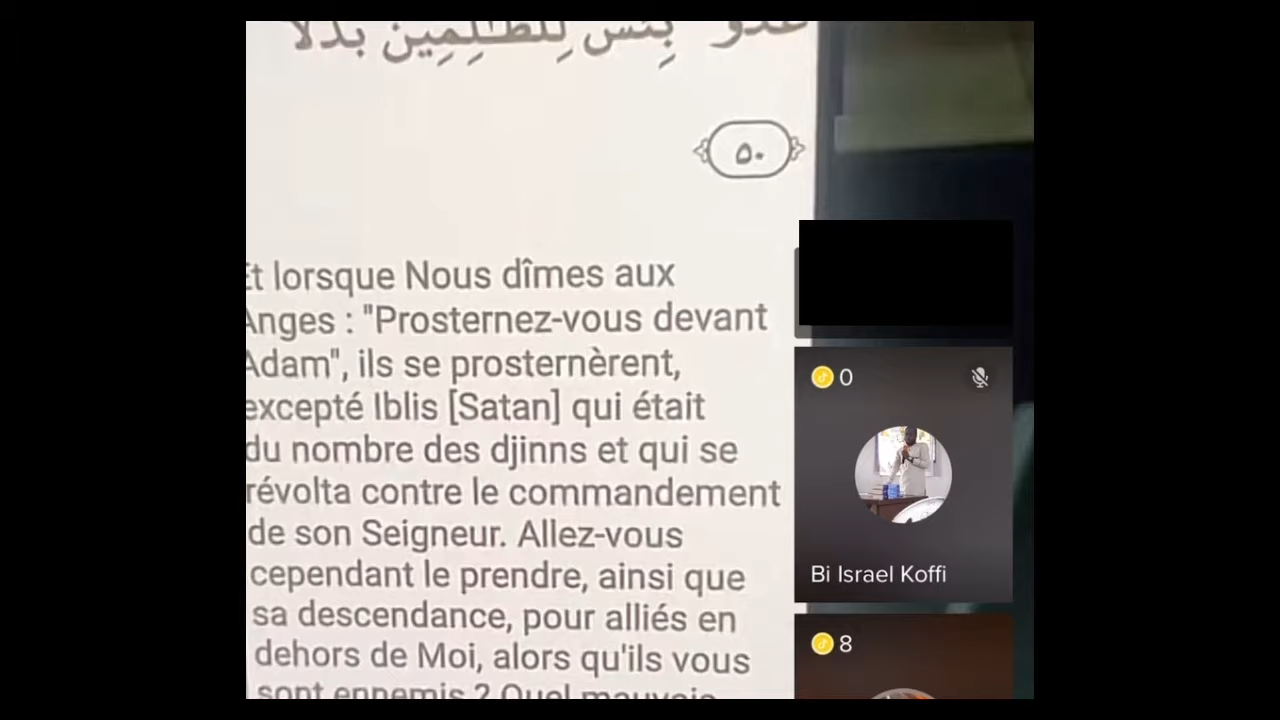 عدو بئس للظلمين بدلا
٥٠
Et lorsque Nous dîmes aux
Anges : "Prosternez-vous devant
Adam", ils se prosternèrent,
excepté Iblis [Satan] qui était
du nombre des djinns et qui se
révolta contre le commandement
de son Seigneur. Allez-vous
cependant le prendre, ainsi que
sa descendance, pour alliés en
dehors de Moi, alors qu'ils vous
sont ennemis ? Quel mauvais
0
Bi Israel Koffi
8